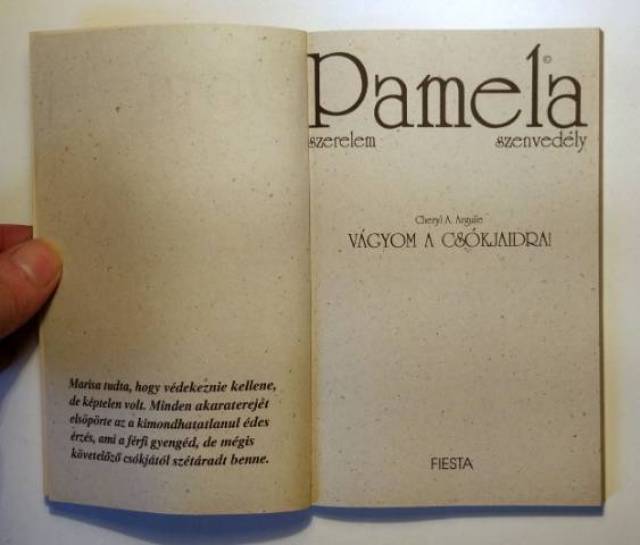 Marisa tudta, hogy védekeznie kellene,
de képtelen volt. Minden akaraterejét
elsöpörte az a kimondhatatlanul édes
érzés, ami a férfi gyengéd, de mégis
követelőző csókjától szétáradt benne.
Pamela©
szerelem szenvedély
Cheryl A. Arguile
VÁGYOM A CSÓKJAIDRA!
FIESTA